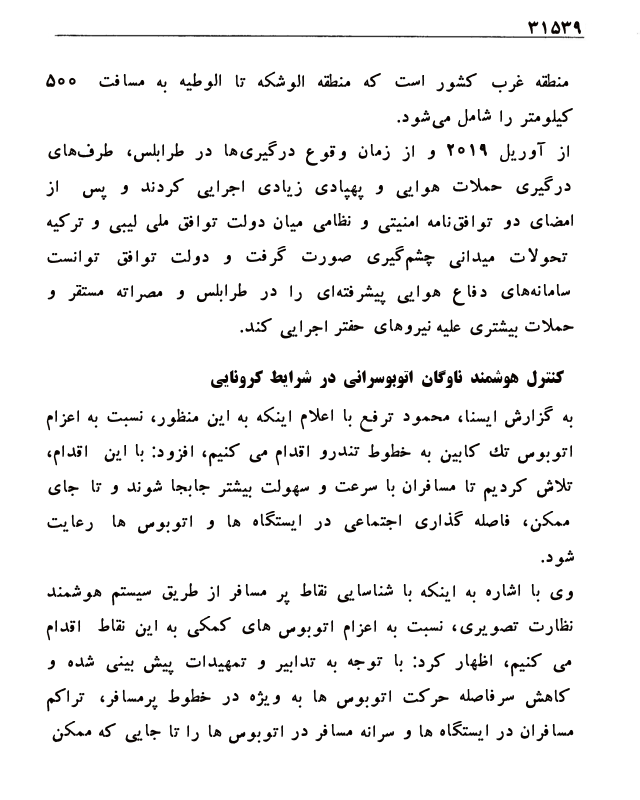 ۳۱۵۳۹
منطقه غرب کشور است که منطقه الوشکه تا الوطیه به مسافت ۵۰۰
کیلومتر را شامل می‌شود.
از آوریل ۲۰۱۹ و از زمان وقوع درگیری‌ها در طرابلس، طرف‌های
درگیری حملات هوایی و پهپادی زیادی اجرایی کردند و پس از
امضای دو توافق‌نامه امنیتی و نظامی میان دولت توافق ملی لیبی و ترکیه
تحولات میدانی چشم‌گیری صورت گرفت و دولت توافق توانست
سامانه‌های دفاع هوایی پیشرفته‌ای را در طرابلس و مصراته مستقر و
حملات بیشتری علیه نیروهای حفتر اجرایی کند.
کنترل هوشمند ناوگان اتوبوسرانی در شرایط کرونایی
به گزارش ایسنا، محمود ترفع با اعلام اینکه به این منظور، نسبت به اعزام
اتوبوس تك کابین به خطوط تندرو اقدام می کنیم، افزود: با این اقدام،
تلاش کردیم تا مسافران با سرعت و سهولت بیشتر جابجا شوند و تا جای
ممکن، فاصله گذاری اجتماعی در ایستگاه ها و اتوبوس ها رعایت
شود.
وی با اشاره به اینکه با شناسایی نقاط پر مسافر از طریق سیستم هوشمند
نظارت تصویری، نسبت به اعزام اتوبوس های کمکی به این نقاط اقدام
می کنیم، اظهار کرد: با توجه به تدابیر و تمهیدات پیش بینی شده و
کاهش سرفاصله حرکت اتوبوس ها به ویژه در خطوط پرمسافر، تراکم
مسافران در ایستگاه ها و سرانه مسافر در اتوبوس ها را تا جایی که ممکن